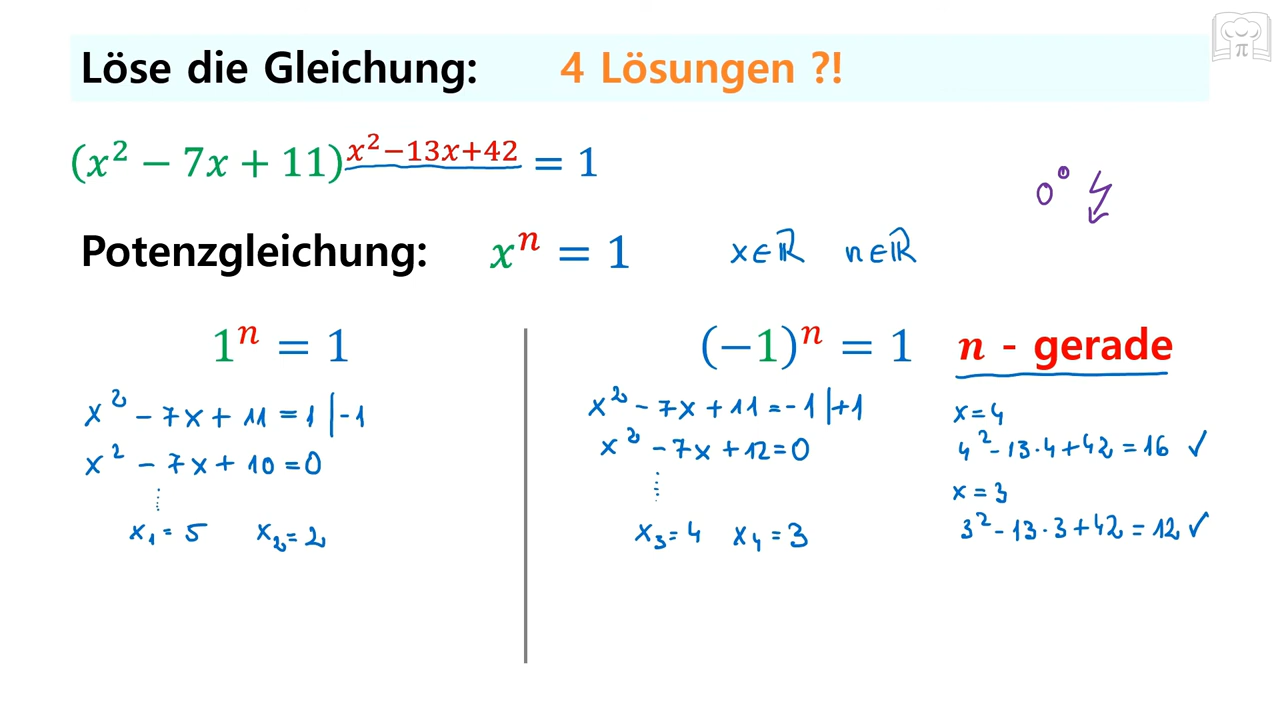 Löse die Gleichung: 4 Lösungen ?!
(x² − 7x + 11)^(x²−13x+42) = 1
0⁰ ↯
Potenzgleichung: xⁿ = 1 x∈ℝ n∈ℝ
1ⁿ = 1
x² − 7x + 11 = 1 | −1
x² − 7x + 10 = 0
⋮
x₁ = 5 x₂ = 2
(−1)ⁿ = 1 n - gerade
x² − 7x + 11 = −1 | +1
x² − 7x + 12 = 0
⋮
x₃ = 4 x₄ = 3
x = 4
4² − 13·4 + 42 = 16 ✓
x = 3
3² − 13·3 + 42 = 12 ✓
π